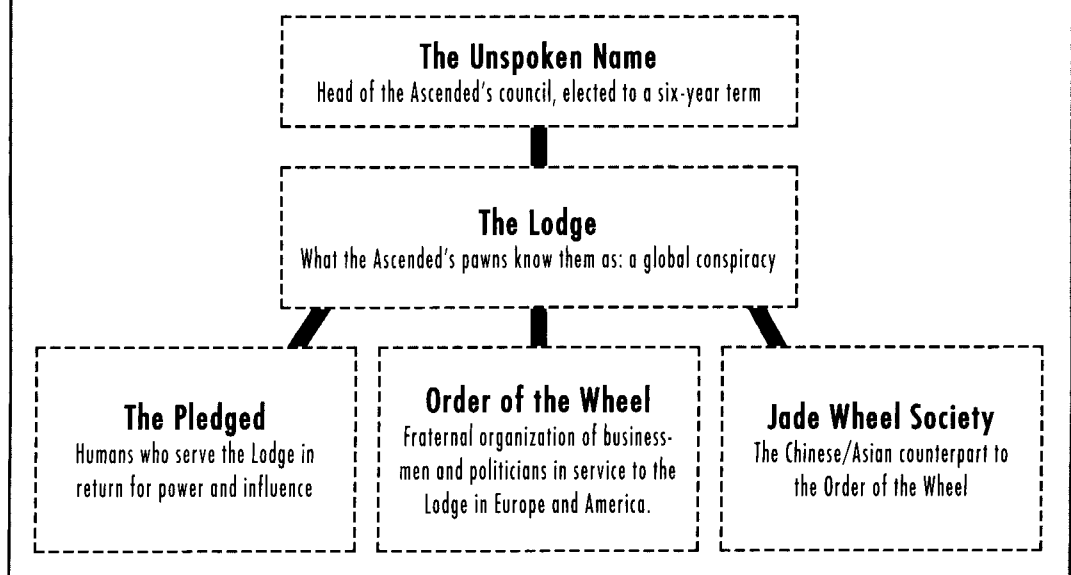 The Unspoken Name
Head of the Ascended's council, elected to a six-year term
The Lodge
What the Ascended's pawns know them as: a global conspiracy
The Pledged
Humans who serve the Lodge in
return for power and influence
Order of the Wheel
Fraternal organization of business-
men and politicians in service to the
Lodge in Europe and America.
Jade Wheel Society
The Chinese/Asian counterpart to
the Order of the Wheel